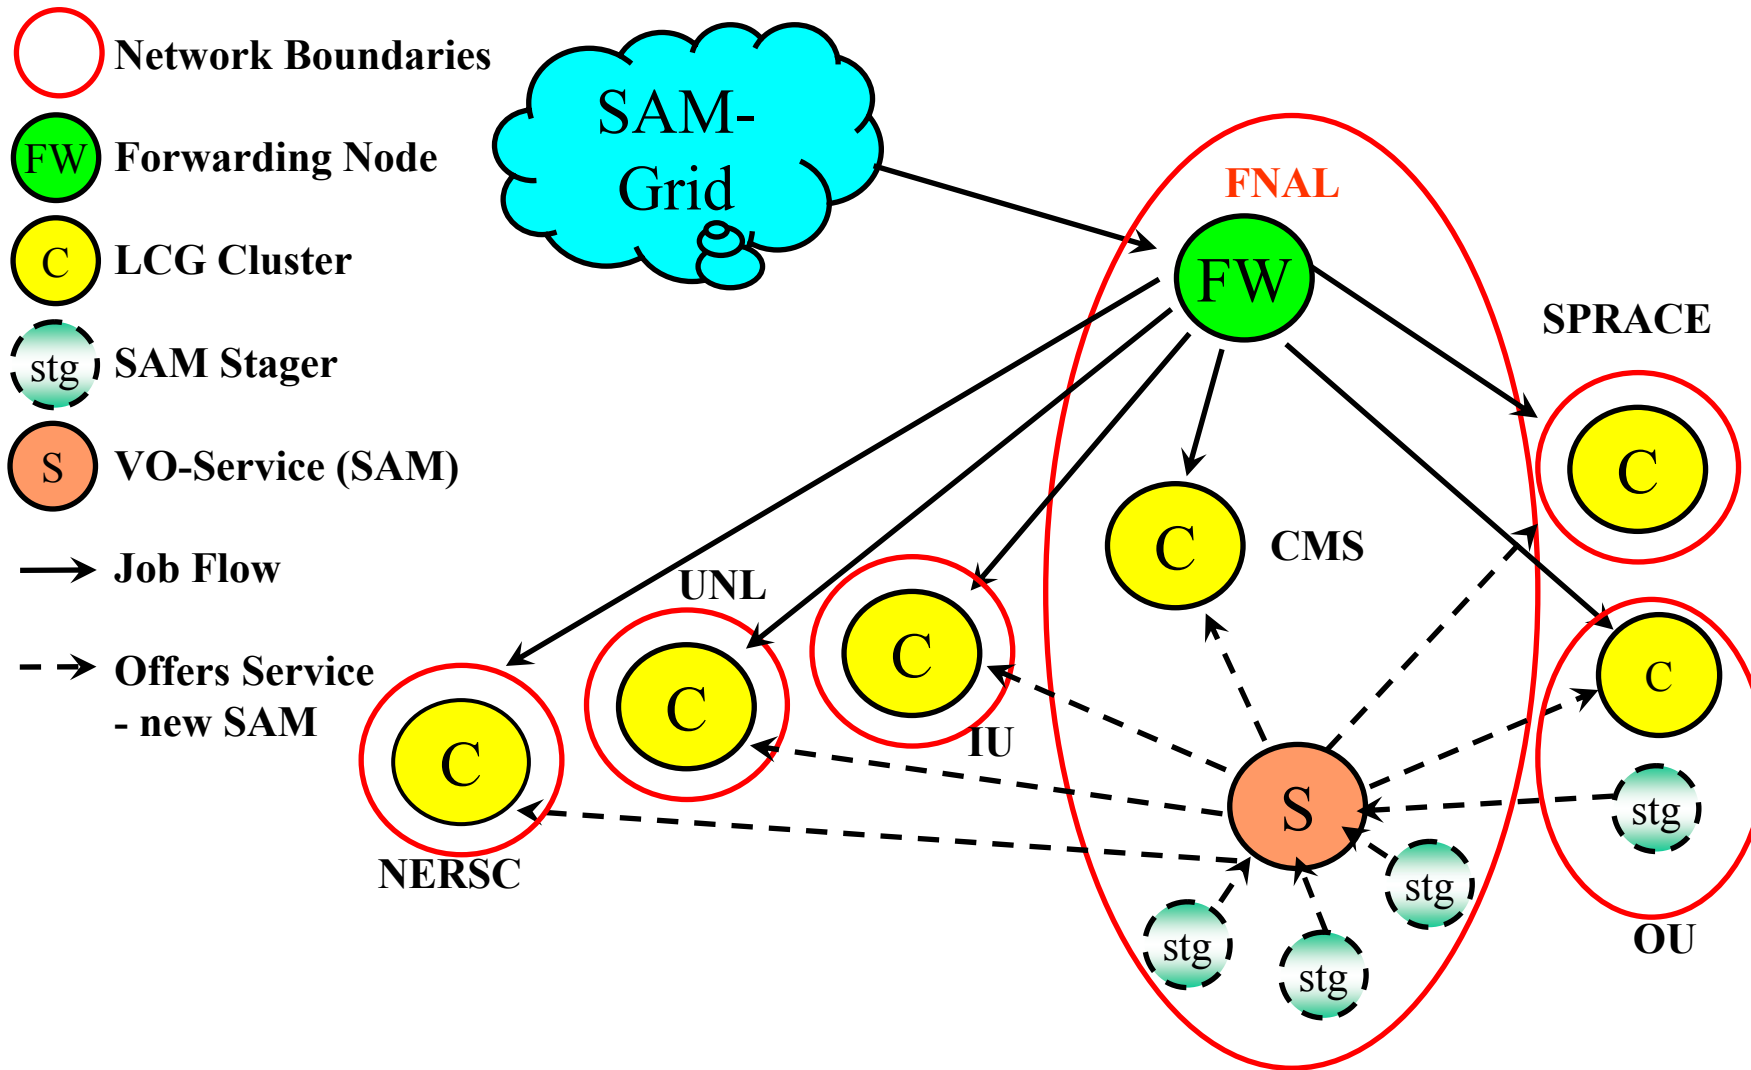 Network Boundaries
FW Forwarding Node
C LCG Cluster
stg SAM Stager
S VO-Service (SAM)
Job Flow
Offers Service
- new SAM
SAM-
Grid
FNAL
FW
SPRACE
C
C
CMS
UNL
C
IU
C
C
NERSC
C
S
stg
stg
stg
stg
OU